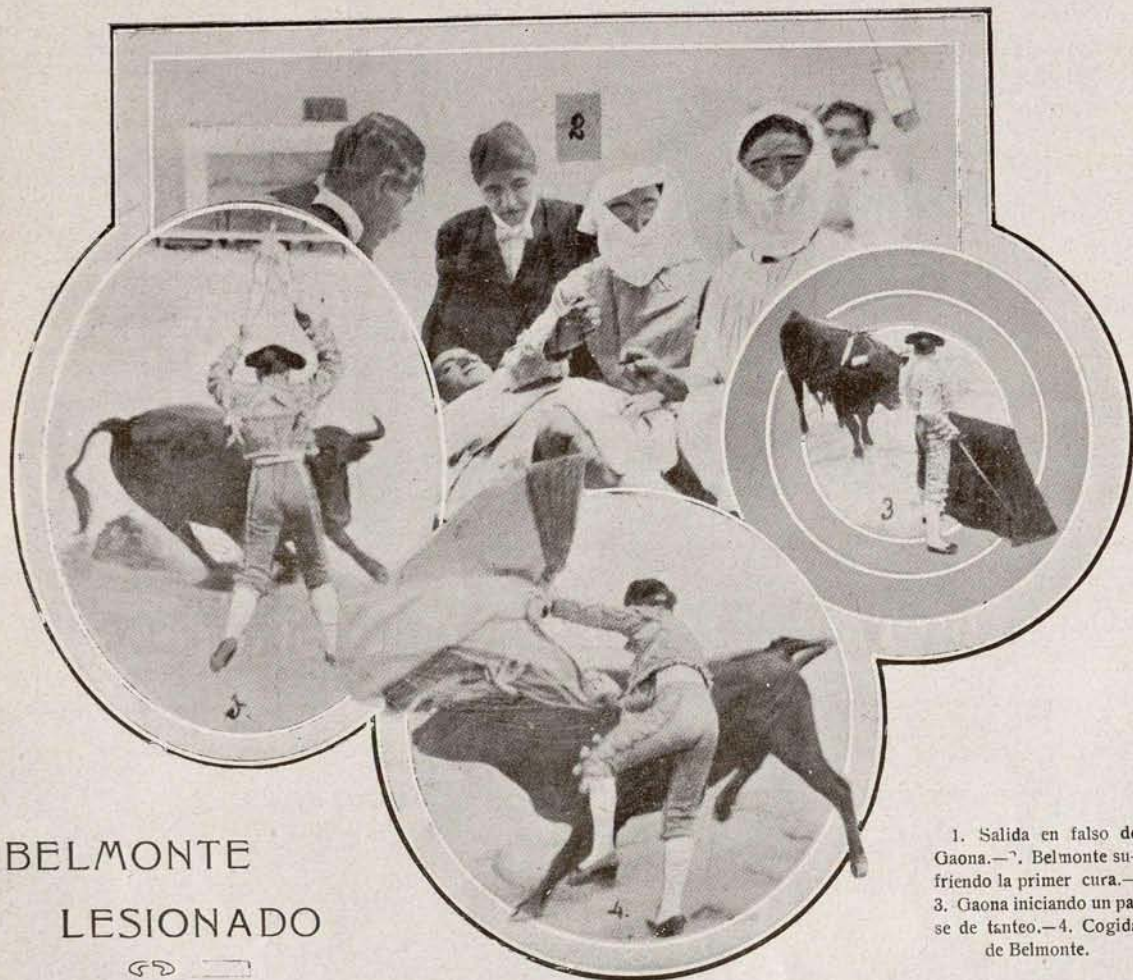 2
3
4.
BELMONTE
LESIONADO
1. Salida en falso de
Gaona.— . Belmonte su-
friendo la primer cura.—
3. Gaona iniciando un pa-
se de tanteo.—4. Cogida
de Belmonte.